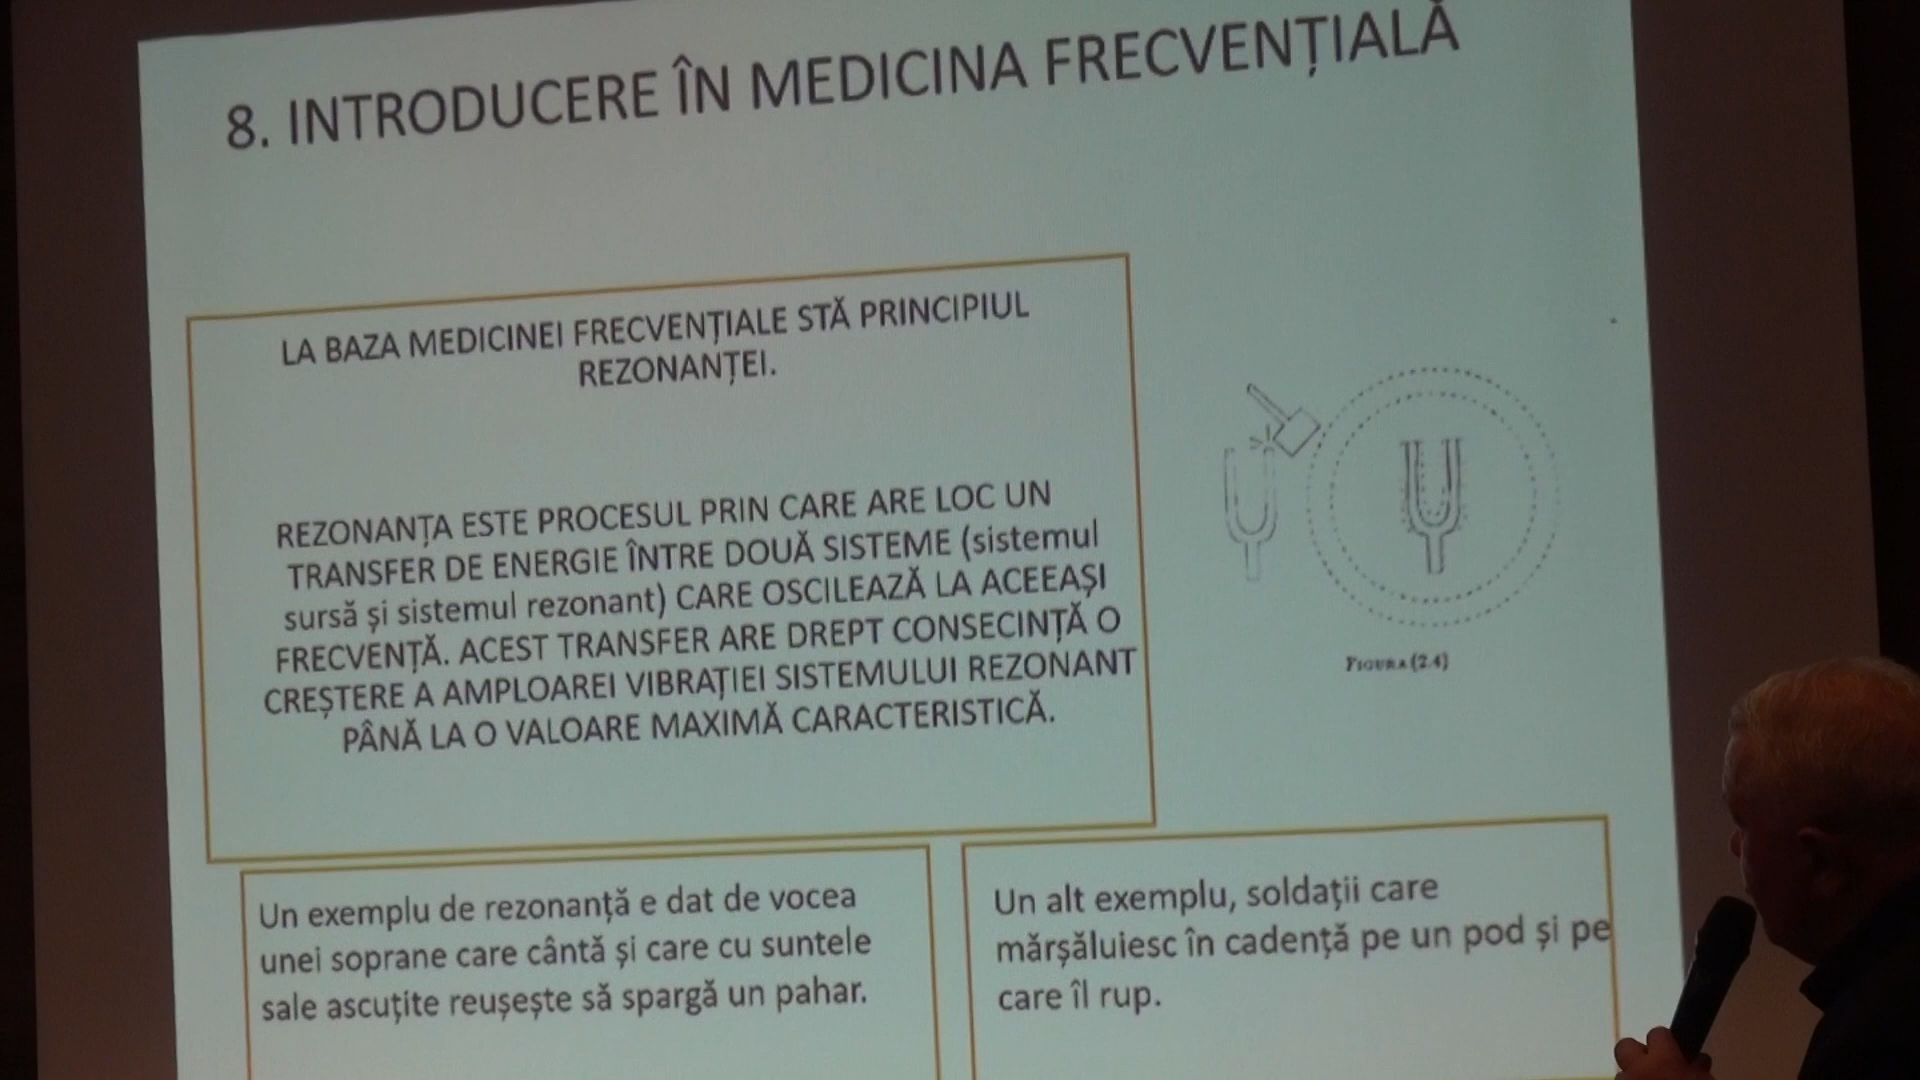 8. INTRODUCERE ÎN MEDICINA FRECVENȚIALĂ
LA BAZA MEDICINEI FRECVENȚIALE STĂ PRINCIPIUL
REZONANȚEI.
REZONANȚA ESTE PROCESUL PRIN CARE ARE LOC UN
TRANSFER DE ENERGIE ÎNTRE DOUĂ SISTEME (sistemul
sursă și sistemul rezonant) CARE OSCILEAZĂ LA ACEEAȘI
FRECVENȚĂ. ACEST TRANSFER ARE DREPT CONSECINȚĂ O
CREȘTERE A AMPLOAREI VIBRAȚIEI SISTEMULUI REZONANT
PÂNĂ LA O VALOARE MAXIMĂ CARACTERISTICĂ.
FIGURA (2.4)
Un exemplu de rezonanță e dat de vocea
unei soprane care cântă și care cu suntele
sale ascuțite reușește să spargă un pahar.
Un alt exemplu, soldații care
mărșăluiesc în cadență pe un pod și pe
care îl rup.